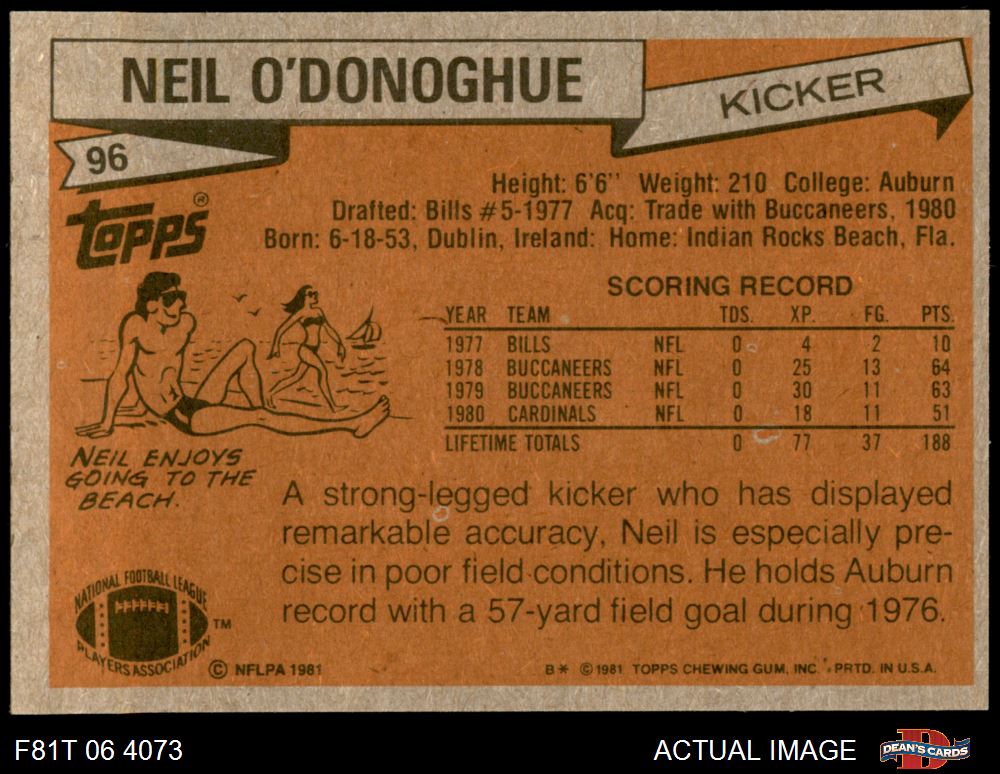 NEIL O'DONOGHUE
KICKER
96
TOPPS®
Height: 6'6'' Weight: 210 College: Auburn
Drafted: Bills #5-1977 Acq: Trade with Buccaneers, 1980
Born: 6-18-53, Dublin, Ireland: Home: Indian Rocks Beach, Fla.
SCORING RECORD
YEAR TEAM TDS. XP. FG. PTS.
1977 BILLS NFL 0 4 2 10
1978 BUCCANEERS NFL 0 25 13 64
1979 BUCCANEERS NFL 0 30 11 63
1980 CARDINALS NFL 0 18 11 51
LIFETIME TOTALS 0 77 37 188
NEIL ENJOYS
GOING TO THE
BEACH.
A strong-legged kicker who has displayed
remarkable accuracy, Neil is especially pre-
cise in poor field conditions. He holds Auburn
record with a 57-yard field goal during 1976.
NATIONAL FOOTBALL LEAGUE
PLAYERS ASSOCIATION
TM
© NFLPA 1981
B* © 1981 TOPPS CHEWING GUM, INC. PRTD. IN U.S.A.
F81T 06 4073
ACTUAL IMAGE
DEAN'S CARDS